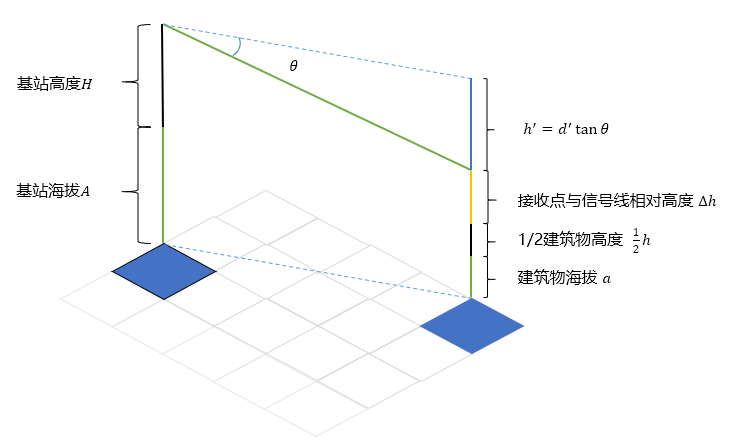 基站高度H
基站海拔A
θ
h′ = d′ tan θ
接收点与信号线相对高度 Δh
1/2建筑物高度 1/2 h
建筑物海拔 a